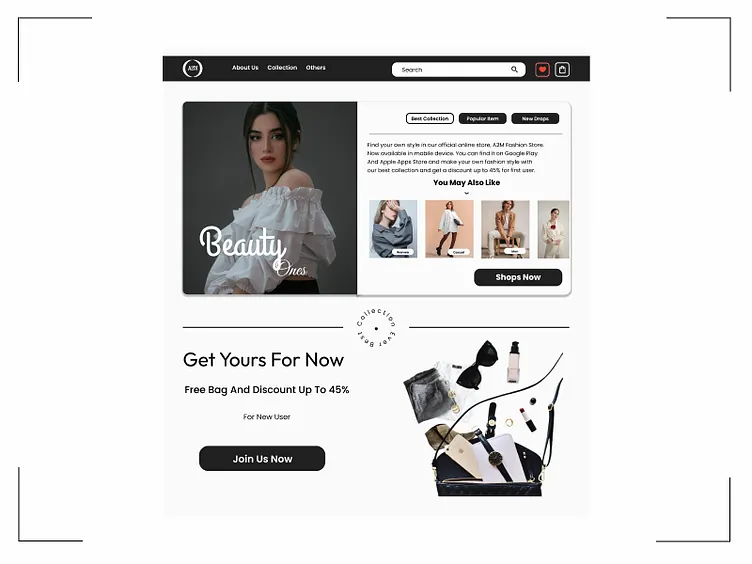 A2M
About Us Collection Others
Search
Best Collection Popular Item New Drops
Find your own style in our official online store, A2M Fashion Store.
Now available in mobile device. You can find it on Google Play
And Apple Apps Store and make your own fashion style with
our best collection and get a discount up to 45% for first user.
You May Also Like
Casual
Men
Shops Now
Beauty
Ones
Collection Ever Best
Get Yours For Now
Free Bag And Discount Up To 45%
For New User
Join Us Now